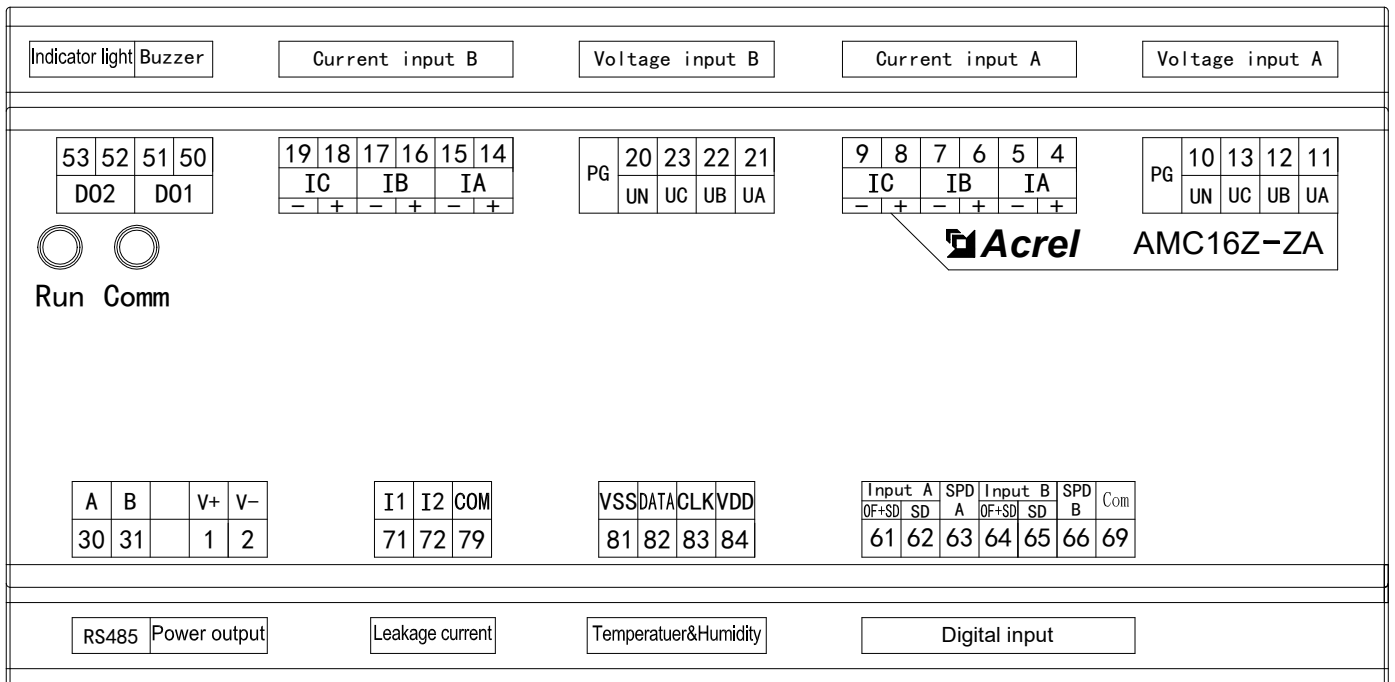 Indicator light Buzzer Current input B Voltage input B Current input A Voltage input A
53 52 51 50 19 18 17 16 15 14 PG 20 23 22 21 9 8 7 6 5 4 PG 10 13 12 11
DO2 DO1 IC IB IA UN UC UB UA IC IB IA UN UC UB UA
− + − + − + − + − + − +
Acrel AMC16Z-ZA
Run Comm
A B V+ V- I1 I2 COM VSS DATA CLK VDD Input A SPD A Input B SPD B Com
OF+SD SD OF+SD SD
30 31 1 2 71 72 79 81 82 83 84 61 62 63 64 65 66 69
RS485 Power output Leakage current Temperatuer&Humidity Digital input